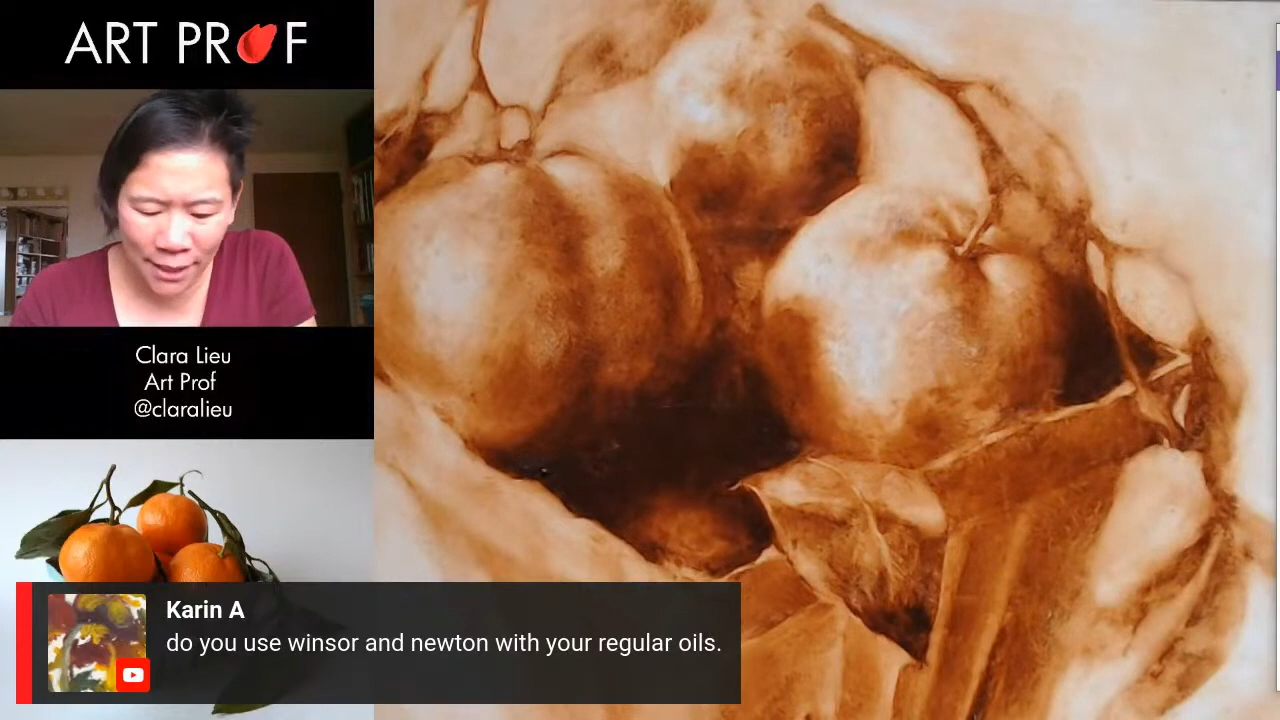 ART PROF
Clara Lieu
Art Prof
@claralieu
Karin A
do you use winsor and newton with your regular oils.